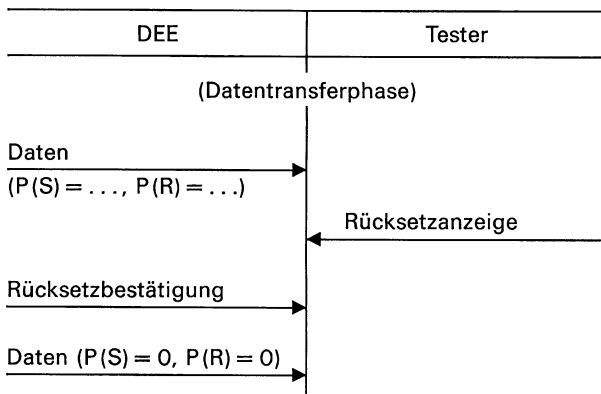 DEE
Tester
(Datentransferphase)
Daten
(P(S) = . . . , P(R) = . . .)
Rücksetzanzeige
Rücksetzbestätigung
Daten (P(S) = 0, P(R) = 0)